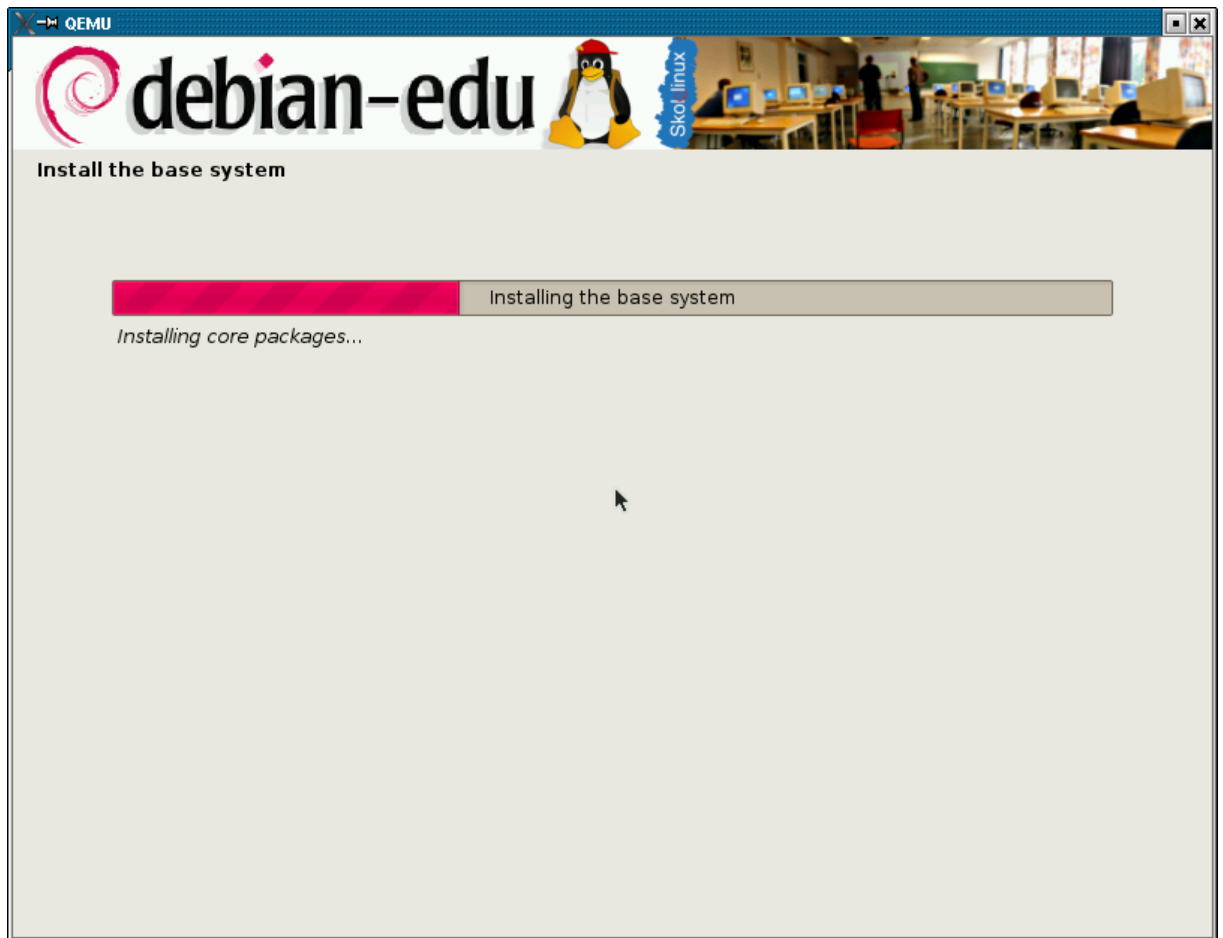 QEMU
debian-edu
Skolelinux
Install the base system
Installing the base system
Installing core packages...